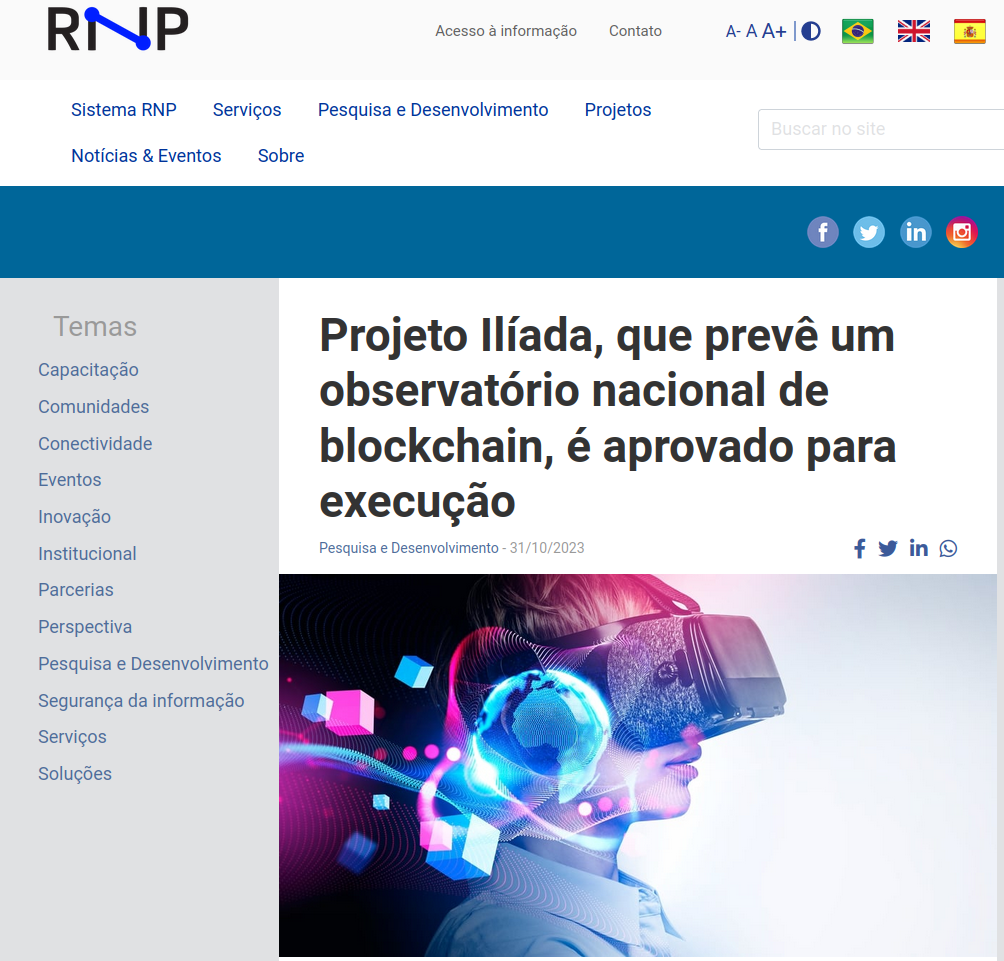 RNP
Acesso à informação Contato A- A A+
Sistema RNP Serviços Pesquisa e Desenvolvimento Projetos
Buscar no site
Notícias & Eventos Sobre
Temas
Capacitação
Comunidades
Conectividade
Eventos
Inovação
Institucional
Parcerias
Perspectiva
Pesquisa e Desenvolvimento
Segurança da informação
Serviços
Soluções
Projeto Ilíada, que prevê um
observatório nacional de
blockchain, é aprovado para
execução
Pesquisa e Desenvolvimento - 31/10/2023